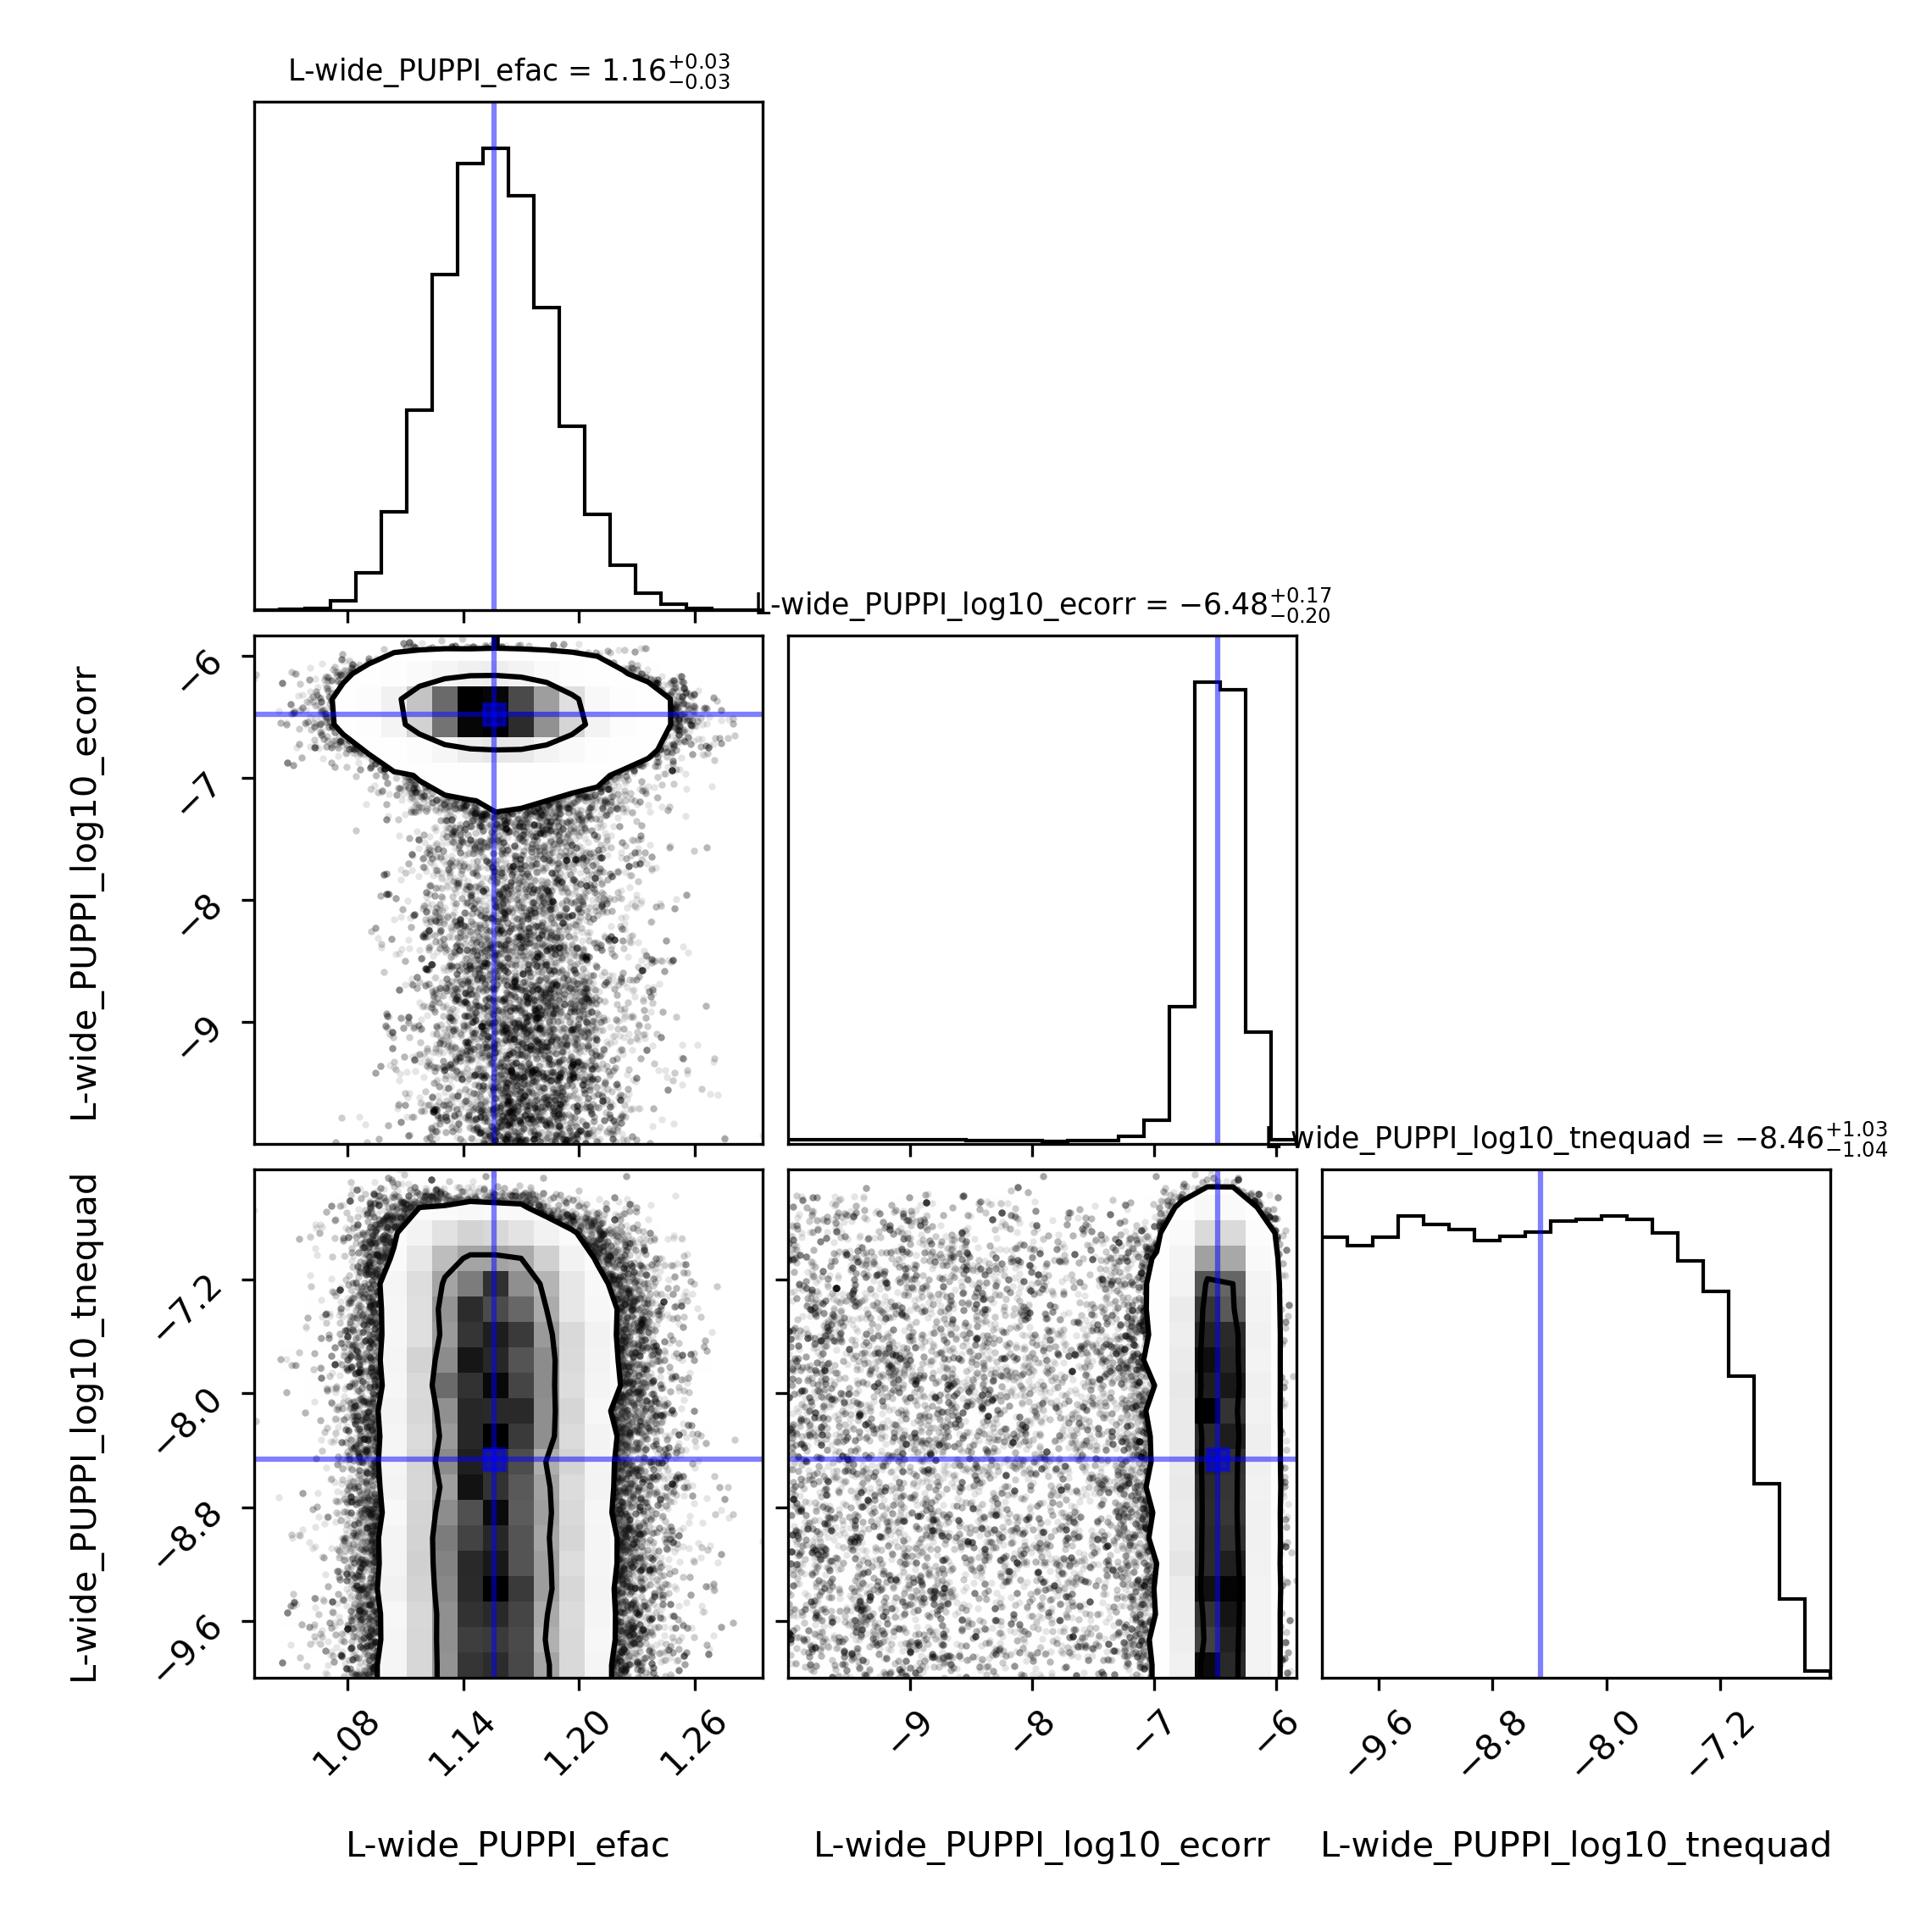 L-wide_PUPPI_efac = 1.16+0.03−0.03
L-wide_PUPPI_log10_ecorr = −6.48+0.17−0.20
L-wide_PUPPI_log10_tnequad = −8.46+1.03−1.04
L-wide_PUPPI_log10_ecorr
−6
−7
−8
−9
L-wide_PUPPI_log10_tnequad
−7.2
−8.0
−8.8
−9.6
1.08 1.14 1.20 1.26
−9 −8 −7 −6
−9.6 −8.8 −8.0 −7.2
L-wide_PUPPI_efac
L-wide_PUPPI_log10_ecorr
L-wide_PUPPI_log10_tnequad